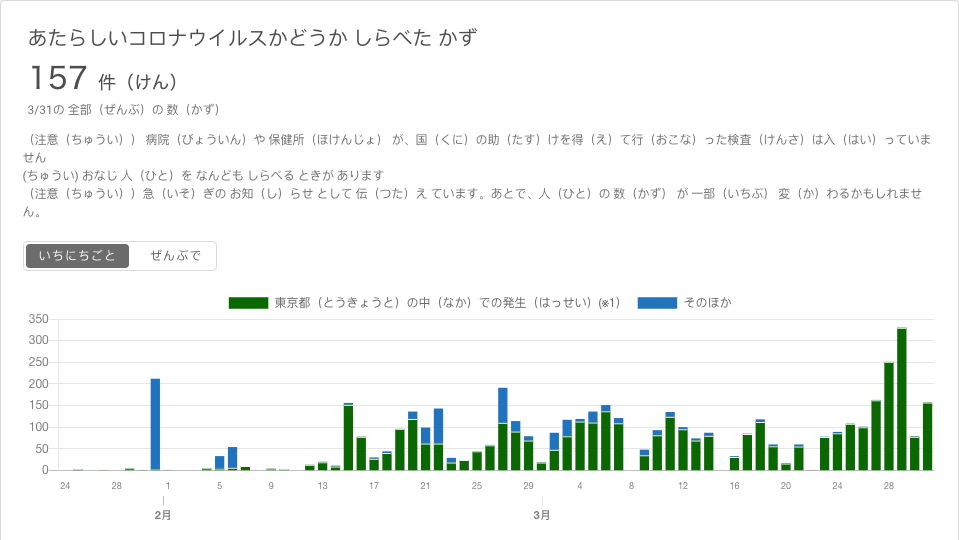 あたらしいコロナウイルスかどうか しらべた かず
157 件（けん）
3/31の 全部（ぜんぶ）の 数（かず）
（注意（ちゅうい）） 病院（びょういん）や 保健所（ほけんじょ） が、国（くに）の助（たす）けを得（え）て行（おこな）った検査（けんさ）は入（はい）っていま
せん
(ちゅうい) おなじ 人（ひと）を なんども しらべる ときが あります
（注意（ちゅうい））急（いそ）ぎの お知（し）らせ として 伝（つた）え ています。あとで、人（ひと）の 数（かず） が 一部（いちぶ） 変（か）わるかもしれませ
ん。
いちにちごと ぜんぶで
東京都（とうきょうと）の中（なか）での発生（はっせい）(※1) そのほか
350
300
250
200
150
100
50
0
24 28 1 5 9 13 17 21 25 29 4 8 12 16 20 24 28
2月 3月